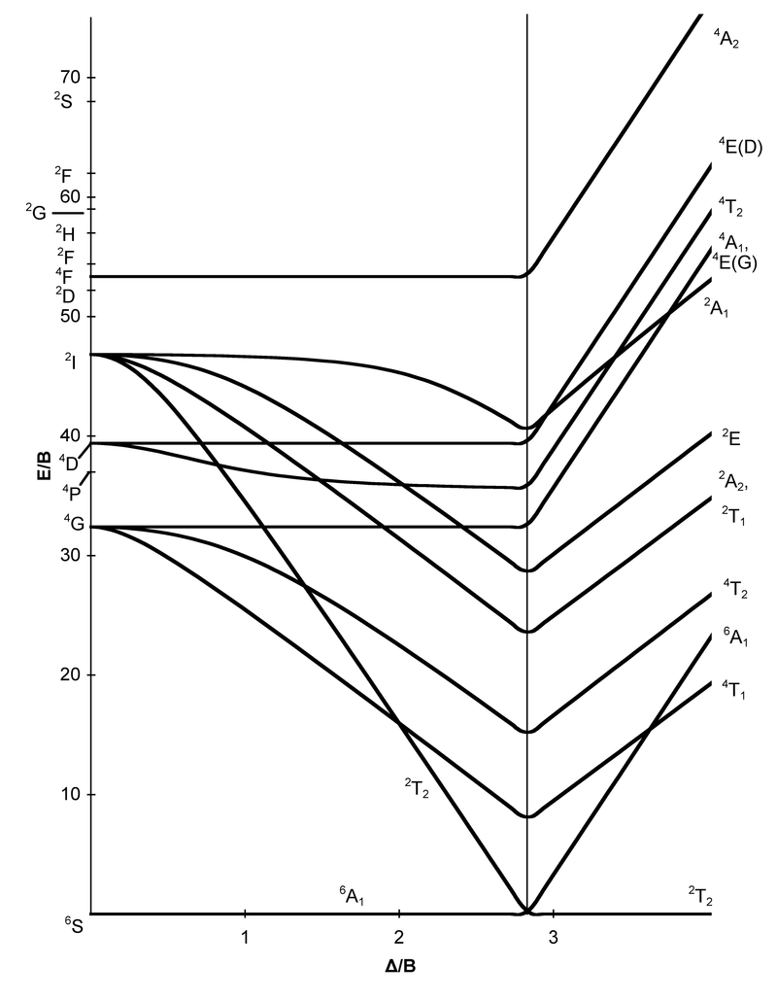 ⁴A₂
70
²S
⁴E(D)
²F
60
⁴T₂
²G
²H
⁴A₁,
²F
⁴E(G)
⁴F
²D
²A₁
50
²I
40
²E
⁴D
E/B
²A₂,
⁴P
²T₁
⁴G
30
⁴T₂
⁶A₁
20
⁴T₁
10
²T₂
⁶A₁
²T₂
⁶S
1
2
3
Δ/B